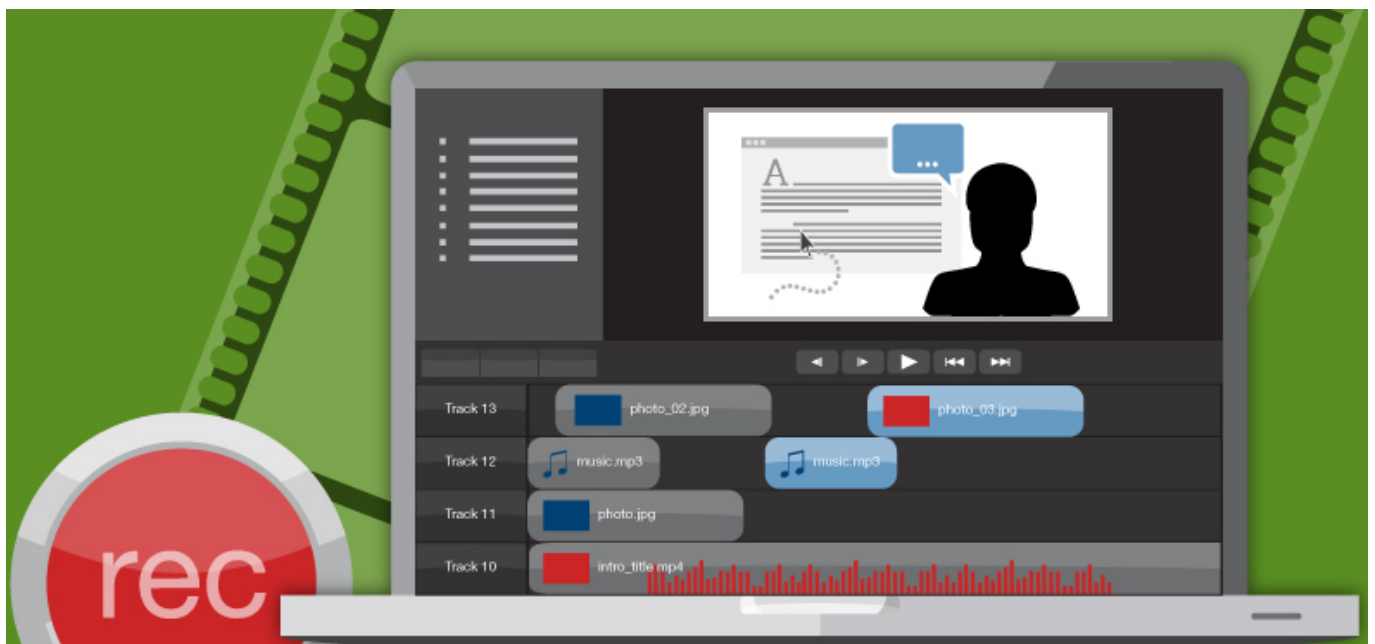 A
...
Track 13
photo_02.jpg
photo_03.jpg
Track 12
music.mp3
music.mp3
Track 11
photo.jpg
Track 10
intro_title.mp4
rec